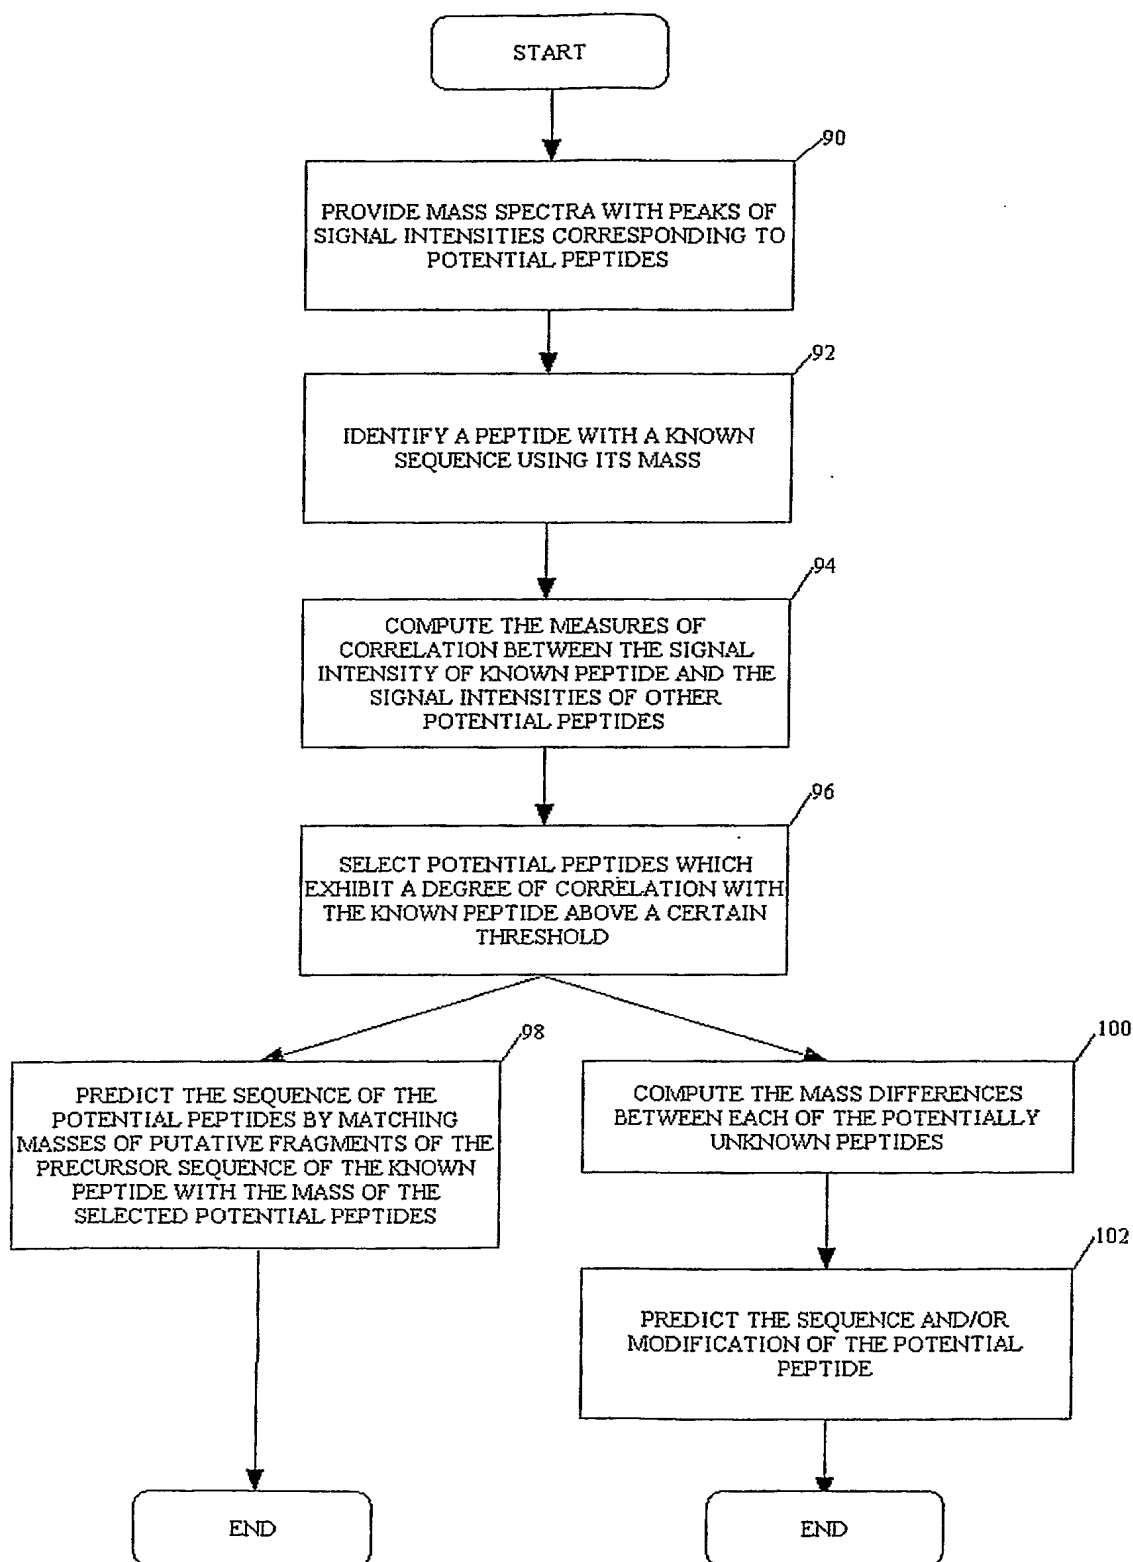 START
90
PROVIDE MASS SPECTRA WITH PEAKS OF
SIGNAL INTENSITIES CORRESPONDING TO
POTENTIAL PEPTIDES
92
IDENTIFY A PEPTIDE WITH A KNOWN
SEQUENCE USING ITS MASS
94
COMPUTE THE MEASURES OF
CORRELATION BETWEEN THE SIGNAL
INTENSITY OF KNOWN PEPTIDE AND THE
SIGNAL INTENSITIES OF OTHER
POTENTIAL PEPTIDES
96
SELECT POTENTIAL PEPTIDES WHICH
EXHIBIT A DEGREE OF CORRELATION WITH
THE KNOWN PEPTIDE ABOVE A CERTAIN
THRESHOLD
98
PREDICT THE SEQUENCE OF THE
POTENTIAL PEPTIDES BY MATCHING
MASSES OF PUTATIVE FRAGMENTS OF THE
PRECURSOR SEQUENCE OF THE KNOWN
PEPTIDE WITH THE MASS OF THE
SELECTED POTENTIAL PEPTIDES
100
COMPUTE THE MASS DIFFERENCES
BETWEEN EACH OF THE POTENTIALLY
UNKNOWN PEPTIDES
102
PREDICT THE SEQUENCE AND/OR
MODIFICATION OF THE POTENTIAL
PEPTIDE
END
END